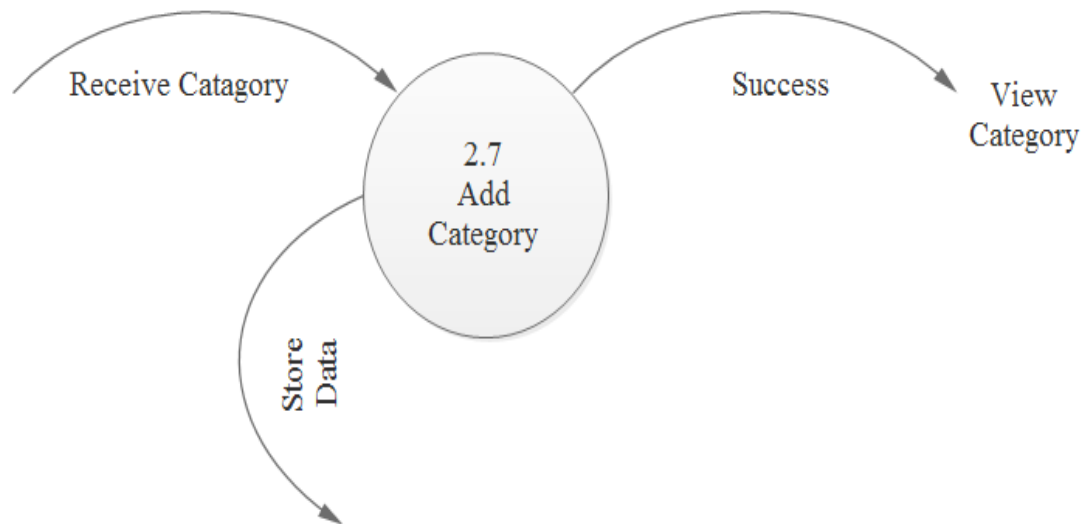 Receive Catagory
Success
View
Category
2.7
Add
Category
Store
Data